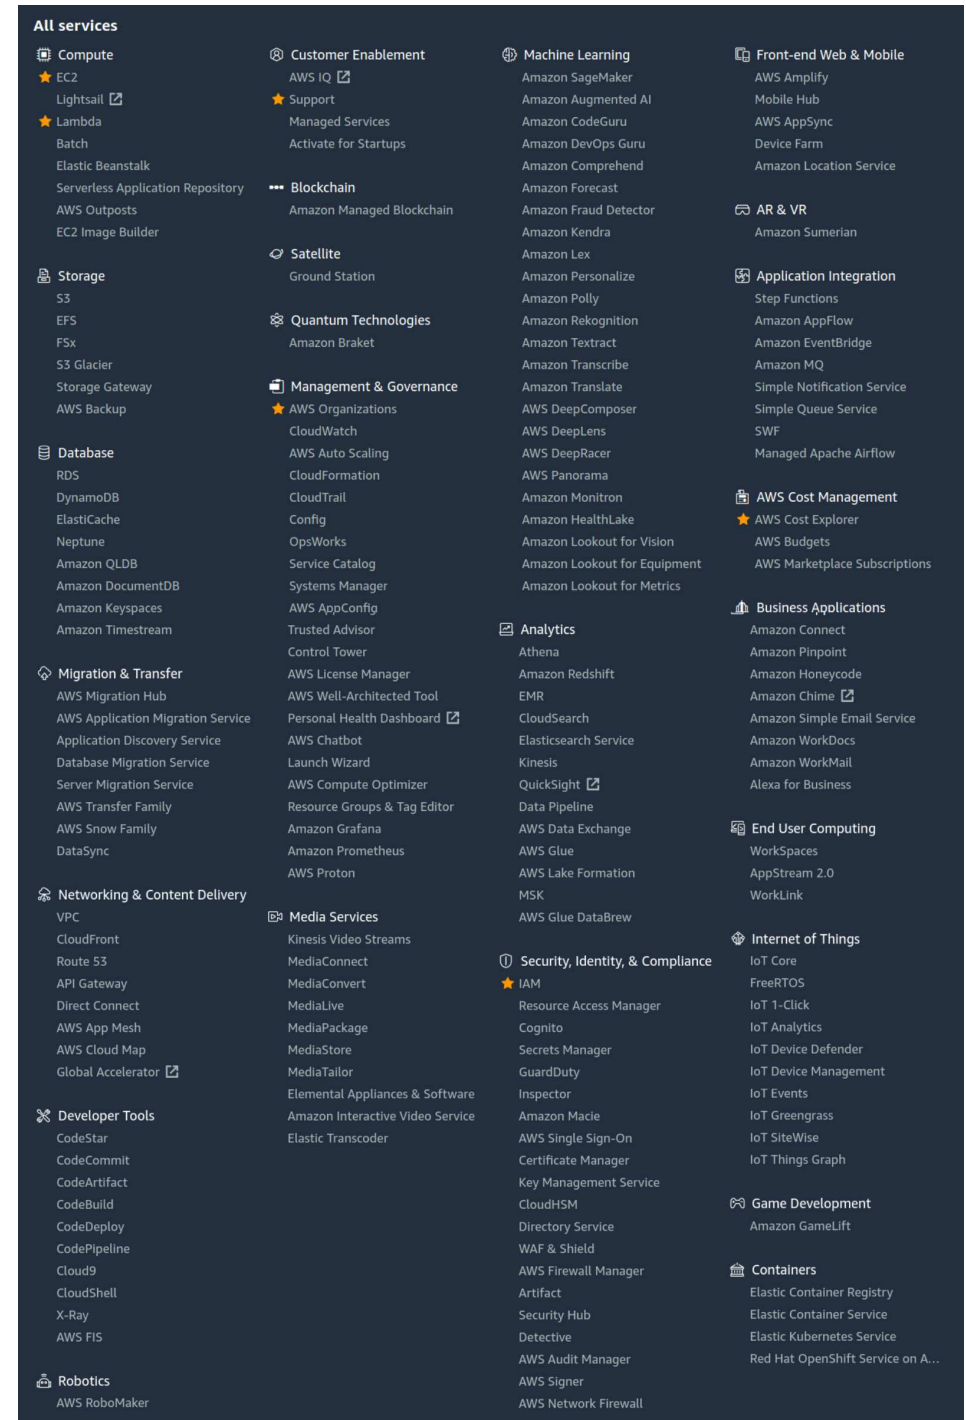 All services
Compute
EC2
Lightsail
Lambda
Batch
Elastic Beanstalk
Serverless Application Repository
AWS Outposts
EC2 Image Builder
Storage
S3
EFS
FSx
S3 Glacier
Storage Gateway
AWS Backup
Database
RDS
DynamoDB
ElastiCache
Neptune
Amazon QLDB
Amazon DocumentDB
Amazon Keyspaces
Amazon Timestream
Migration & Transfer
AWS Migration Hub
AWS Application Migration Service
Application Discovery Service
Database Migration Service
Server Migration Service
AWS Transfer Family
AWS Snow Family
DataSync
Networking & Content Delivery
VPC
CloudFront
Route 53
API Gateway
Direct Connect
AWS App Mesh
AWS Cloud Map
Global Accelerator
Developer Tools
CodeStar
CodeCommit
CodeArtifact
CodeBuild
CodeDeploy
CodePipeline
Cloud9
CloudShell
X-Ray
AWS FIS
Robotics
AWS RoboMaker
Customer Enablement
AWS IQ
Support
Managed Services
Activate for Startups
Blockchain
Amazon Managed Blockchain
Satellite
Ground Station
Quantum Technologies
Amazon Braket
Management & Governance
AWS Organizations
CloudWatch
AWS Auto Scaling
CloudFormation
CloudTrail
Config
OpsWorks
Service Catalog
Systems Manager
AWS AppConfig
Trusted Advisor
Control Tower
AWS License Manager
AWS Well-Architected Tool
Personal Health Dashboard
AWS Chatbot
Launch Wizard
AWS Compute Optimizer
Resource Groups & Tag Editor
Amazon Grafana
Amazon Prometheus
AWS Proton
Media Services
Kinesis Video Streams
MediaConnect
MediaConvert
MediaLive
MediaPackage
MediaStore
MediaTailor
Elemental Appliances & Software
Amazon Interactive Video Service
Elastic Transcoder
Machine Learning
Amazon SageMaker
Amazon Augmented AI
Amazon CodeGuru
Amazon DevOps Guru
Amazon Comprehend
Amazon Forecast
Amazon Fraud Detector
Amazon Kendra
Amazon Lex
Amazon Personalize
Amazon Polly
Amazon Rekognition
Amazon Textract
Amazon Transcribe
Amazon Translate
AWS DeepComposer
AWS DeepLens
AWS DeepRacer
AWS Panorama
Amazon Monitron
Amazon HealthLake
Amazon Lookout for Vision
Amazon Lookout for Equipment
Amazon Lookout for Metrics
Analytics
Athena
Amazon Redshift
EMR
CloudSearch
Elasticsearch Service
Kinesis
QuickSight
Data Pipeline
AWS Data Exchange
AWS Glue
AWS Lake Formation
MSK
AWS Glue DataBrew
Security, Identity, & Compliance
IAM
Resource Access Manager
Cognito
Secrets Manager
GuardDuty
Inspector
Amazon Macie
AWS Single Sign-On
Certificate Manager
Key Management Service
CloudHSM
Directory Service
WAF & Shield
AWS Firewall Manager
Artifact
Security Hub
Detective
AWS Audit Manager
AWS Signer
AWS Network Firewall
Front-end Web & Mobile
AWS Amplify
Mobile Hub
AWS AppSync
Device Farm
Amazon Location Service
AR & VR
Amazon Sumerian
Application Integration
Step Functions
Amazon AppFlow
Amazon EventBridge
Amazon MQ
Simple Notification Service
Simple Queue Service
SWF
Managed Apache Airflow
AWS Cost Management
AWS Cost Explorer
AWS Budgets
AWS Marketplace Subscriptions
Business Applications
Amazon Connect
Amazon Pinpoint
Amazon Honeycode
Amazon Chime
Amazon Simple Email Service
Amazon WorkDocs
Amazon WorkMail
Alexa for Business
End User Computing
WorkSpaces
AppStream 2.0
WorkLink
Internet of Things
IoT Core
FreeRTOS
IoT 1-Click
IoT Analytics
IoT Device Defender
IoT Device Management
IoT Events
IoT Greengrass
IoT SiteWise
IoT Things Graph
Game Development
Amazon GameLift
Containers
Elastic Container Registry
Elastic Container Service
Elastic Kubernetes Service
Red Hat OpenShift Service on A...